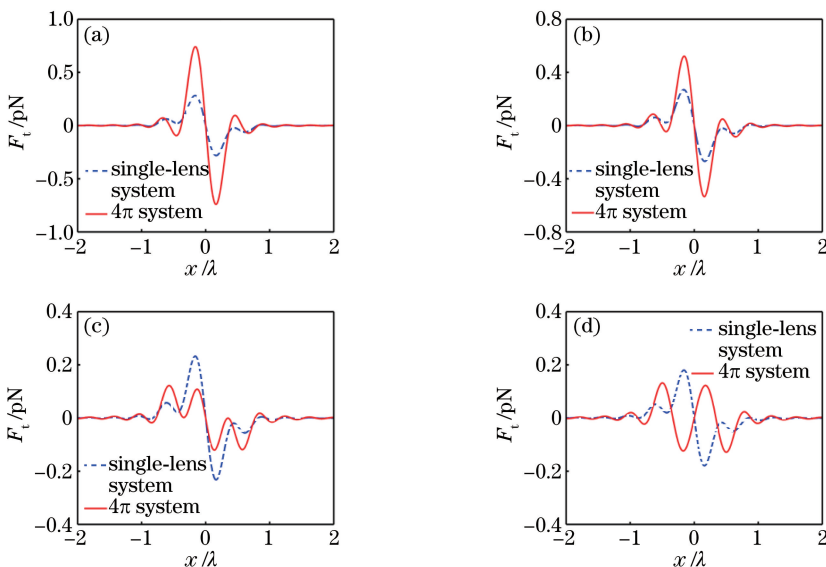 (a)
1.0
0.5
0
−0.5
−1.0
Fₜ/pN
single-lens
system
4π system
−2
−1
0
1
2
x/λ
(b)
0.8
0.4
0
−0.4
−0.8
Fₜ/pN
single-lens
system
4π system
−2
−1
0
1
2
x/λ
(c)
0.4
0.2
0
−0.2
−0.4
Fₜ/pN
single-lens
system
4π system
−2
−1
0
1
2
x/λ
(d)
0.4
0.2
0
−0.2
−0.4
Fₜ/pN
single-lens
system
4π system
−2
−1
0
1
2
x/λ